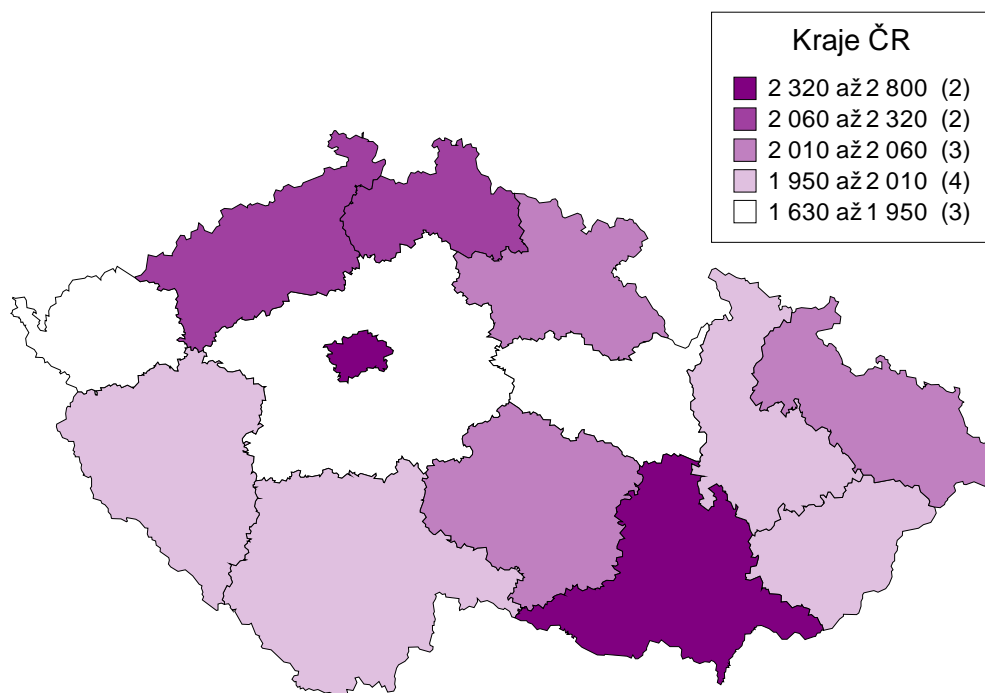 Kraje ČR
2 320 až 2 800 (2)
2 060 až 2 320 (2)
2 010 až 2 060 (3)
1 950 až 2 010 (4)
1 630 až 1 950 (3)